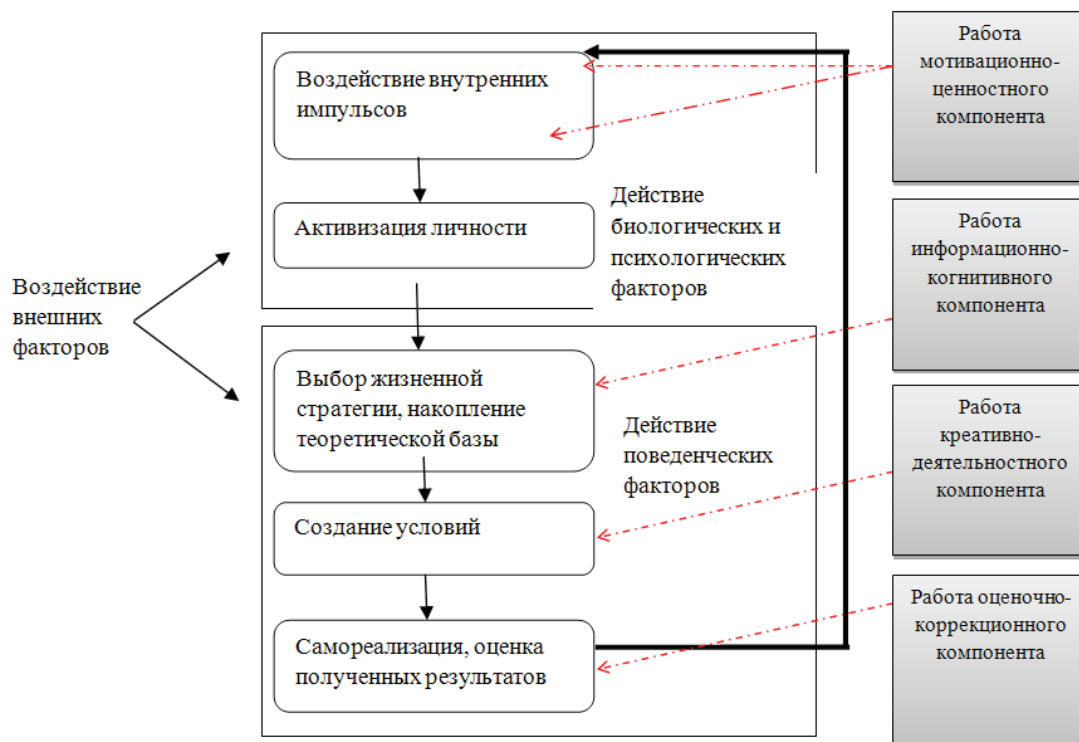 Воздействие
внешних
факторов
Воздействие внутренних
импульсов
Активизация личности
Действие
биологических и
психологических
факторов
Выбор жизненной
стратегии, накопление
теоретической базы
Создание условий
Самореализация, оценка
полученных результатов
Действие
поведенческих
факторов
Работа
мотивационно-
ценностного
компонента
Работа
информационно-
когнитивного
компонента
Работа
креативно-
деятельностного
компонента
Работа оценочно-
коррекционного
компонента